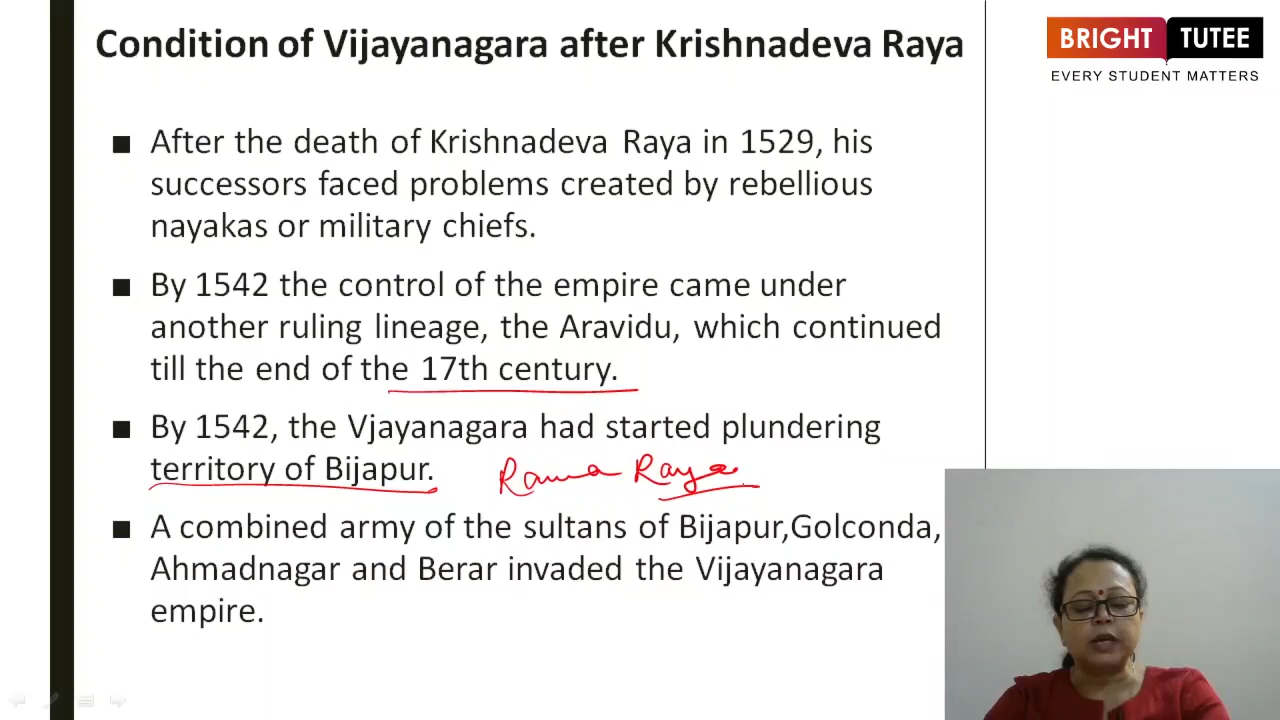 Condition of Vijayanagara after Krishnadeva Raya
BRIGHT TUTEE
EVERY STUDENT MATTERS
■ After the death of Krishnadeva Raya in 1529, his
successors faced problems created by rebellious
nayakas or military chiefs.
■ By 1542 the control of the empire came under
another ruling lineage, the Aravidu, which continued
till the end of the 17th century.
■ By 1542, the Vjayanagara had started plundering
territory of Bijapur. Rama Raya
■ A combined army of the sultans of Bijapur,Golconda,
Ahmadnagar and Berar invaded the Vijayanagara
empire.